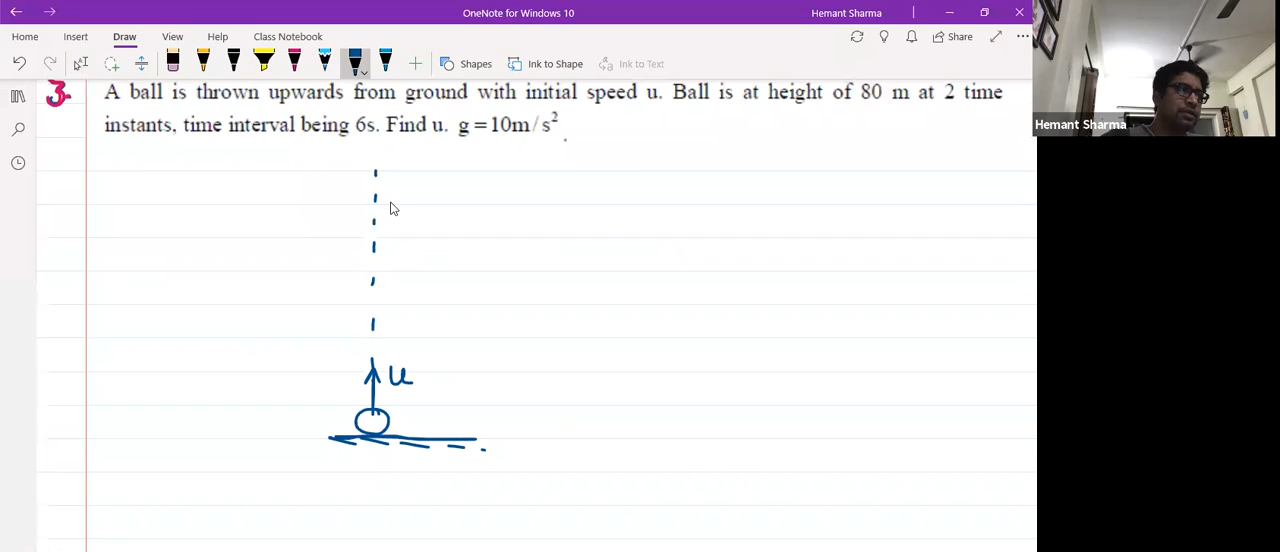 OneNote for Windows 10
Hemant Sharma
Home Insert Draw View Help Class Notebook
Share
Shapes Ink to Shape Ink to Text
3 A ball is thrown upwards from ground with initial speed u. Ball is at height of 80 m at 2 time
instants, time interval being 6s. Find u. g=10m/s²
Hemant Sharma
u